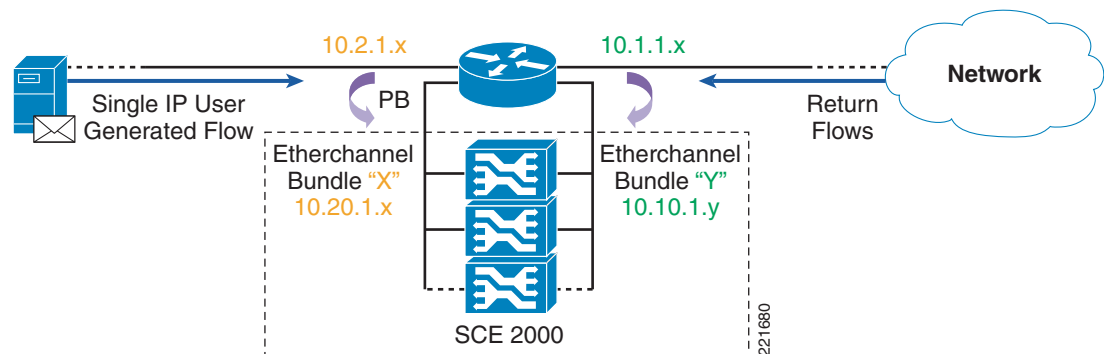 10.2.1.x
10.1.1.x
Network
Single IP User
Generated Flow
PB
Return
Flows
Etherchannel
Bundle “X”
10.20.1.x
Etherchannel
Bundle “Y”
10.10.1.y
SCE 2000
221680